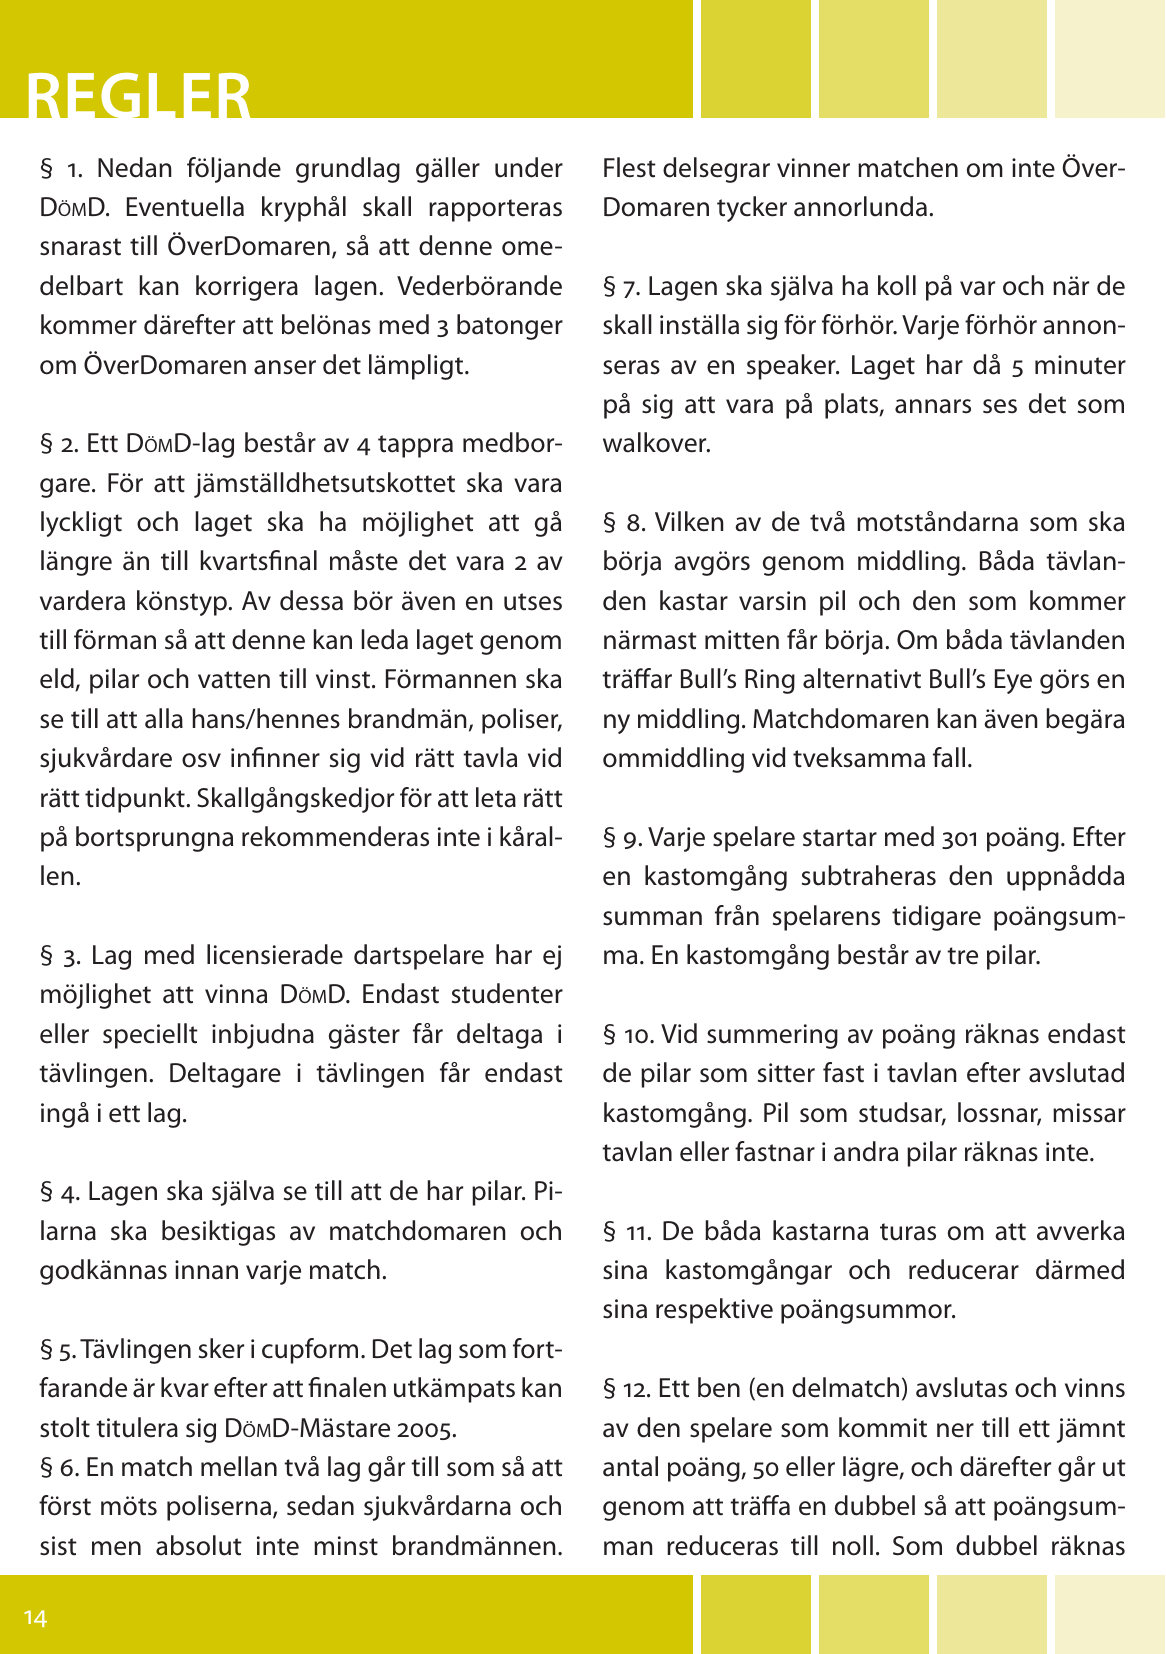 REGLER
§ 1. Nedan följande grundlag gäller under
DömD. Eventuella kryphål skall rapporteras
snarast till ÖverDomaren, så att denne ome-
delbart kan korrigera lagen. Vederbörande
kommer därefter att belönas med 3 batonger
om ÖverDomaren anser det lämpligt.
§ 2. Ett DömD-lag består av 4 tappra medbor-
gare. För att jämställdhetsutskottet ska vara
lyckligt och laget ska ha möjlighet att gå
längre än till kvartsfinal måste det vara 2 av
vardera könstyp. Av dessa bör även en utses
till förman så att denne kan leda laget genom
eld, pilar och vatten till vinst. Förmannen ska
se till att alla hans/hennes brandmän, poliser,
sjukvårdare osv infinner sig vid rätt tavla vid
rätt tidpunkt. Skallgångskedjor för att leta rätt
på bortsprungna rekommenderas inte i kåral-
len.
§ 3. Lag med licensierade dartspelare har ej
möjlighet att vinna DömD. Endast studenter
eller speciellt inbjudna gäster får deltaga i
tävlingen. Deltagare i tävlingen får endast
ingå i ett lag.
§ 4. Lagen ska själva se till att de har pilar. Pi-
larna ska besiktigas av matchdomaren och
godkännas innan varje match.
§ 5. Tävlingen sker i cupform. Det lag som fort-
farande är kvar efter att finalen utkämpats kan
stolt titulera sig DömD-Mästare 2005.
§ 6. En match mellan två lag går till som så att
först möts poliserna, sedan sjukvårdarna och
sist men absolut inte minst brandmännen.
Flest delsegrar vinner matchen om inte Över-
Domaren tycker annorlunda.
§ 7. Lagen ska själva ha koll på var och när de
skall inställa sig för förhör. Varje förhör annon-
seras av en speaker. Laget har då 5 minuter
på sig att vara på plats, annars ses det som
walkover.
§ 8. Vilken av de två motståndarna som ska
börja avgörs genom middling. Båda tävlan-
den kastar varsin pil och den som kommer
närmast mitten får börja. Om båda tävlanden
träffar Bull’s Ring alternativt Bull’s Eye görs en
ny middling. Matchdomaren kan även begära
ommiddling vid tveksamma fall.
§ 9. Varje spelare startar med 301 poäng. Efter
en kastomgång subtraheras den uppnådda
summan från spelarens tidigare poängsum-
ma. En kastomgång består av tre pilar.
§ 10. Vid summering av poäng räknas endast
de pilar som sitter fast i tavlan efter avslutad
kastomgång. Pil som studsar, lossnar, missar
tavlan eller fastnar i andra pilar räknas inte.
§ 11. De båda kastarna turas om att avverka
sina kastomgångar och reducerar därmed
sina respektive poängsummor.
§ 12. Ett ben (en delmatch) avslutas och vinns
av den spelare som kommit ner till ett jämnt
antal poäng, 50 eller lägre, och därefter går ut
genom att träffa en dubbel så att poängsum-
man reduceras till noll. Som dubbel räknas
14